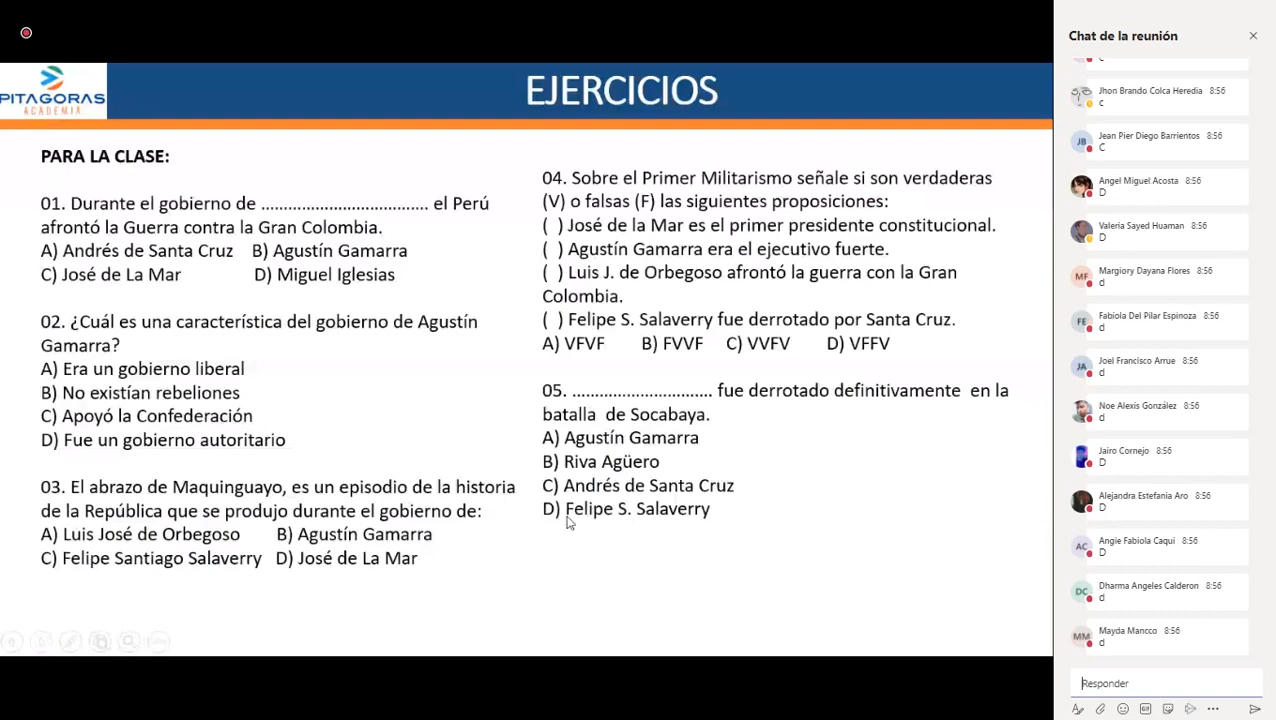 PITAGORAS
ACADEMIA
EJERCICIOS
PARA LA CLASE:
01. Durante el gobierno de .................................... el Perú
afrontó la Guerra contra la Gran Colombia.
A) Andrés de Santa Cruz B) Agustín Gamarra
C) José de La Mar D) Miguel Iglesias
02. ¿Cuál es una característica del gobierno de Agustín
Gamarra?
A) Era un gobierno liberal
B) No existían rebeliones
C) Apoyó la Confederación
D) Fue un gobierno autoritario
03. El abrazo de Maquinguayo, es un episodio de la historia
de la República que se produjo durante el gobierno de:
A) Luis José de Orbegoso B) Agustín Gamarra
C) Felipe Santiago Salaverry D) José de La Mar
04. Sobre el Primer Militarismo señale si son verdaderas
(V) o falsas (F) las siguientes proposiciones:
( ) José de la Mar es el primer presidente constitucional.
( ) Agustín Gamarra era el ejecutivo fuerte.
( ) Luis J. de Orbegoso afrontó la guerra con la Gran
Colombia.
( ) Felipe S. Salaverry fue derrotado por Santa Cruz.
A) VFVF B) FVVF C) VVFV D) VFFV
05. .............................. fue derrotado definitivamente en la
batalla de Socabaya.
A) Agustín Gamarra
B) Riva Agüero
C) Andrés de Santa Cruz
D) Felipe S. Salaverry
Chat de la reunión
C
Jhon Brando Colca Heredia 8:56
c
JB
Jean Pier Diego Barrientos 8:56
C
Angel Miguel Acosta 8:56
D
Valeria Sayed Huaman 8:56
D
MF
Margiory Dayana Flores 8:56
d
FE
Fabiola Del Pilar Espinoza 8:56
d
JA
Joel Francisco Arrue 8:56
d
Noe Alexis González 8:56
d
Jairo Cornejo 8:56
D
Alejandra Estefania Aro 8:56
D
AC
Angie Fabiola Caqui 8:56
D
DC
Dharma Angeles Calderon 8:56
d
MM
Mayda Mancco 8:56
d
Responder
GIF